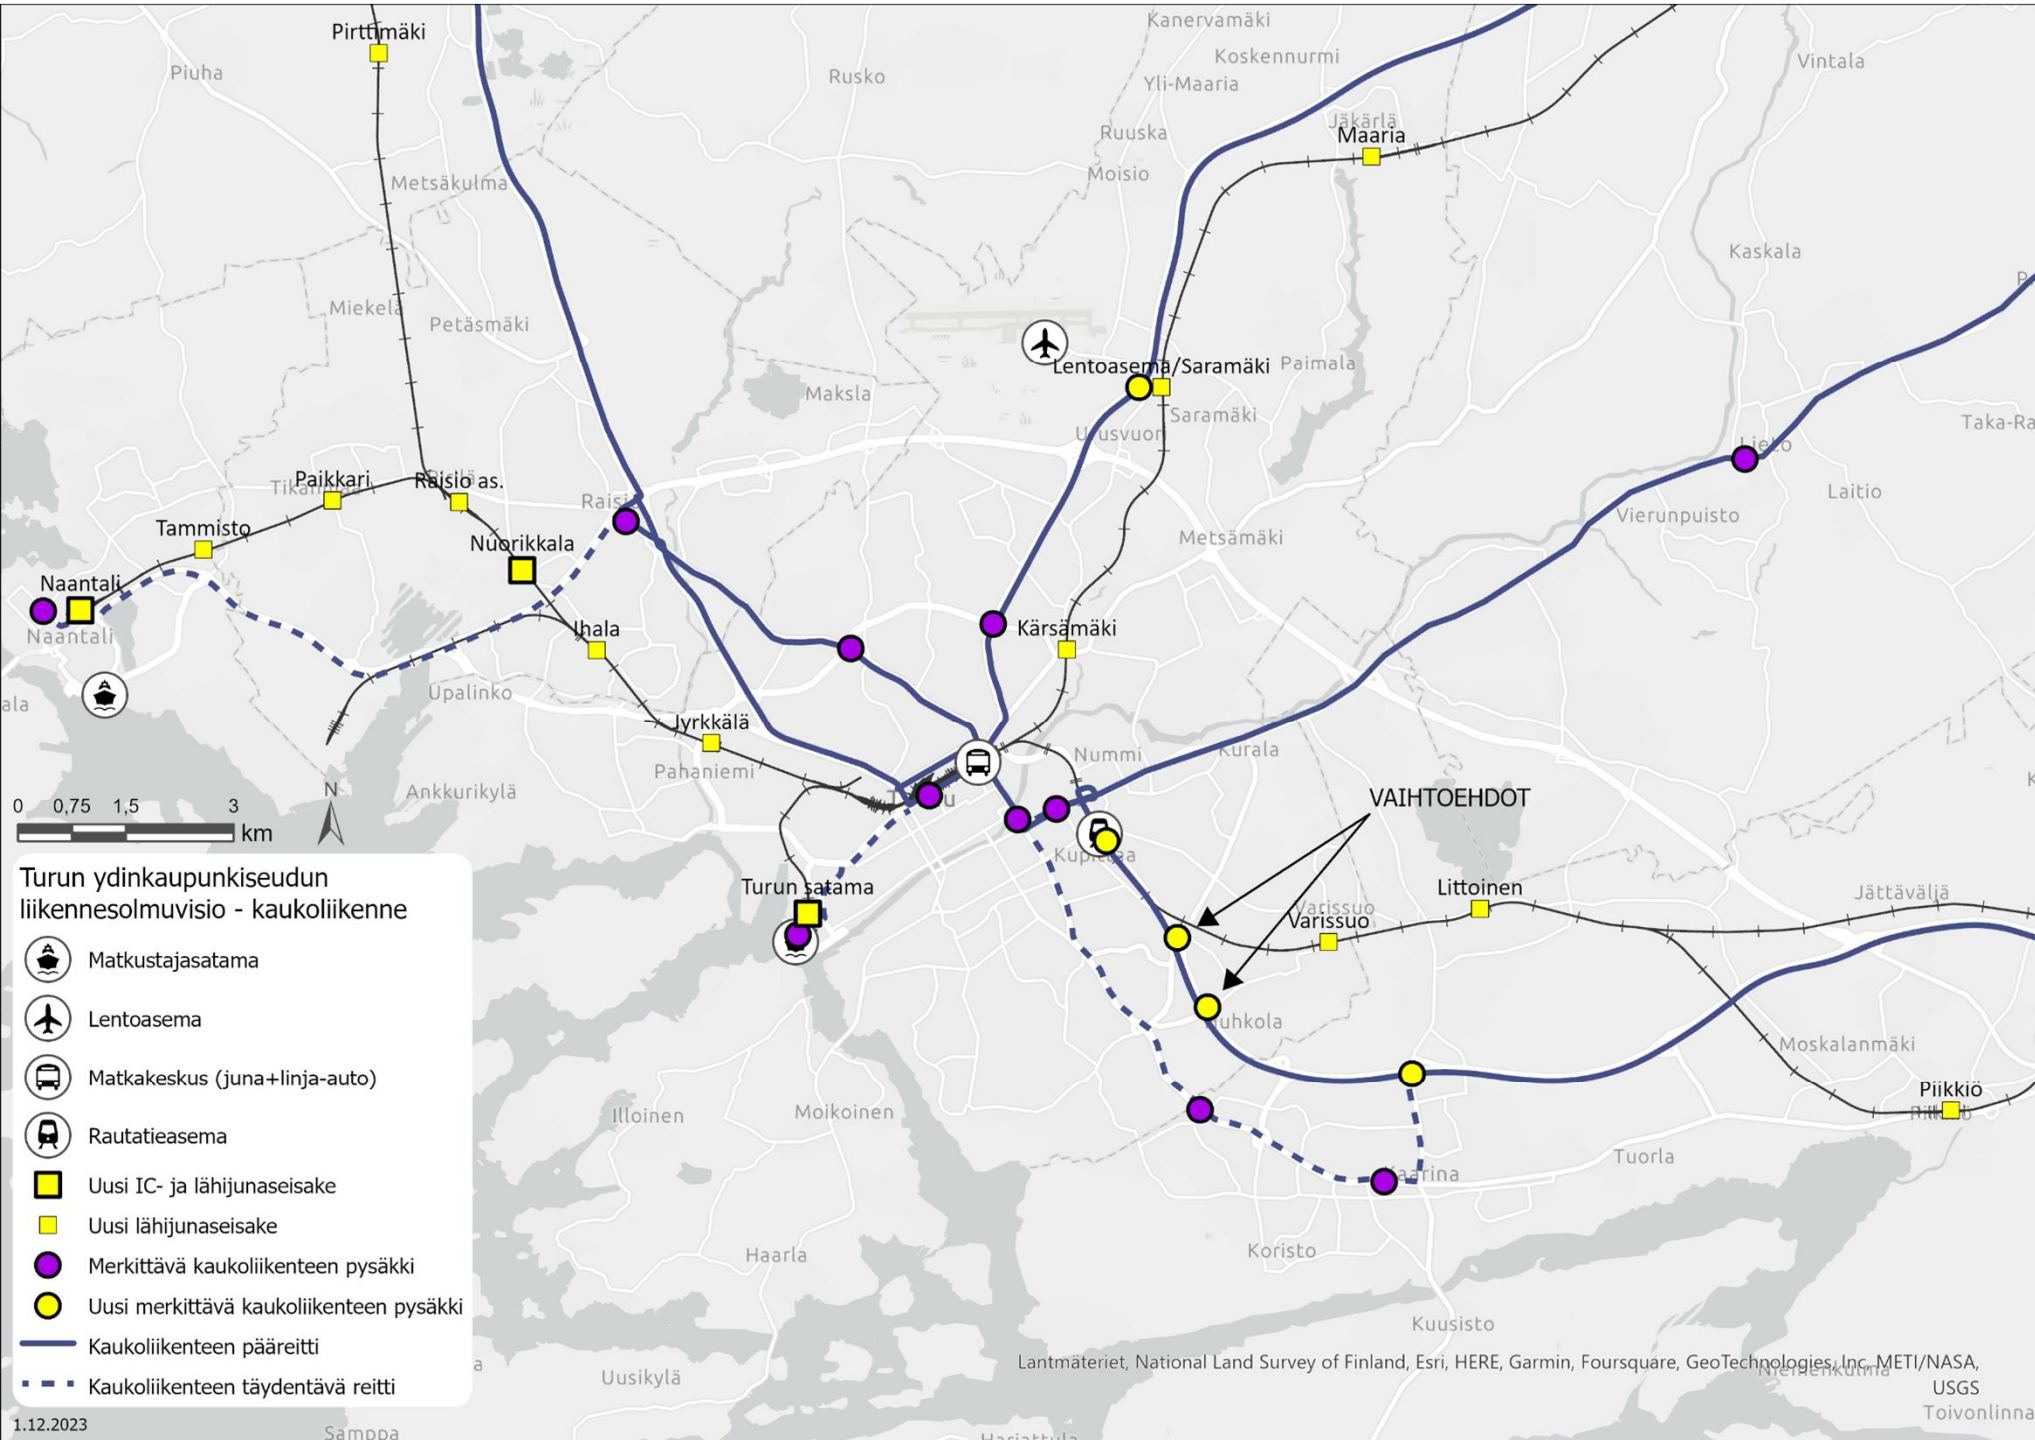 Kanervamäki
Pirttimäki
Koskennurmi
Piuha
Rusko
Vintala
Yli-Maaria
Jäkärlä
Ruuska
Maaria
Moisio
Metsäkulma
Kaskala
Miekelä
Petäsmäki
Lentoasema/Saramäki
Paimala
Maksla
Saramäki
Taka-Ra
Lieto
Paikkari
Raisio as.
Laitio
Raisi
Vierunpuisto
Tammisto
Nuorikkala
Metsämäki
Naantali
Naantali
Ihala
Kärsämäki
Upalinko
ala
Jyrkkälä
Nummi
Kurala
Pahaniemi
Ankkurikylä
N
VAIHTOEHDOT
0 0,75 1,5 3
km
Turun ydinkaupunkiseudun
liikennesolmuvisio - kaukoliikenne
Turun satama
Littoinen
Jättäväljä
Varissuo
Varissuo
Matkustajasatama
Lentoasema
Huhkola
Moskalanmäki
Matkakeskus (juna+linja-auto)
Piikkiö
Illoinen
Moikoinen
Rautatieasema
Tuorla
Kaarina
Uusi IC- ja lähijunaseisake
Uusi lähijunaseisake
Haarla
Koristo
Merkittävä kaukoliikenteen pysäkki
Uusi merkittävä kaukoliikenteen pysäkki
Kuusisto
Kaukoliikenteen pääreitti
Lantmäteriet, National Land Survey of Finland, Esri, HERE, Garmin, Foursquare, GeoTechnologies, Inc, METI/NASA,
USGS
Niemenkulma
Uusikylä
Kaukoliikenteen täydentävä reitti
Toivonlinna
1.12.2023
Samppa
Harjattula